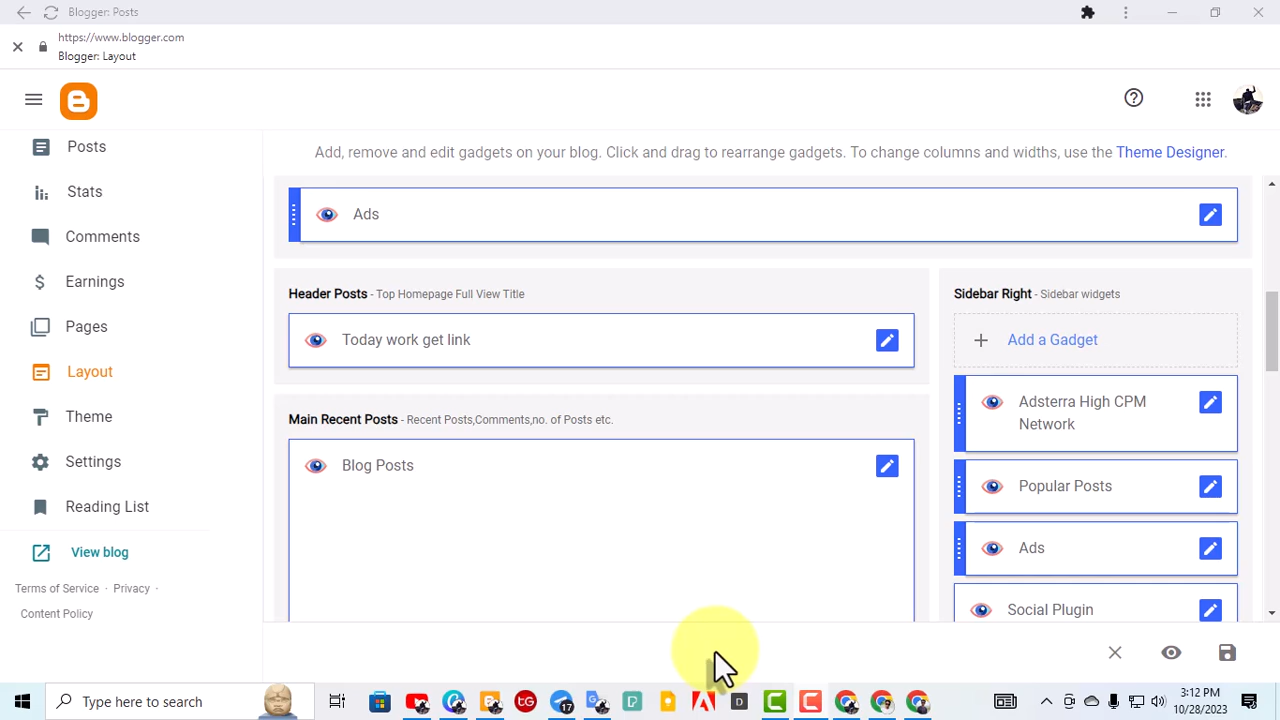 Blogger: Posts
https://www.blogger.com
Blogger: Layout
Add, remove and edit gadgets on your blog. Click and drag to rearrange gadgets. To change columns and widths, use the Theme Designer.
Posts
Stats
Comments
Earnings
Pages
Layout
Theme
Settings
Reading List
View blog
Terms of Service · Privacy ·
Content Policy
Ads
Header Posts - Top Homepage Full View Title
Today work get link
Main Recent Posts - Recent Posts,Comments,no. of Posts etc.
Blog Posts
Sidebar Right - Sidebar widgets
Add a Gadget
Adsterra High CPM
Network
Popular Posts
Ads
Social Plugin
Type here to search
tG
17
D
3:12 PM
10/28/2023